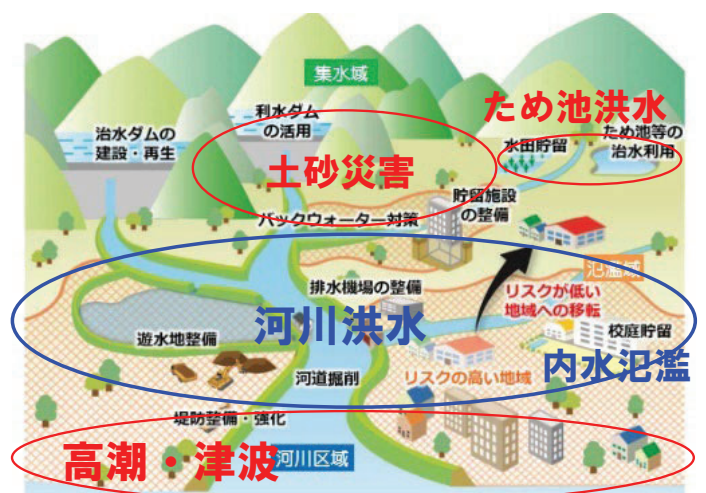 集水域
ため池洪水
利水ダム
の活用
治水ダムの
建設・再生
ため池等の
治水利用
水田貯留
土砂災害
貯留施設
の整備
バックウォーター対策
氾濫域
排水機場の整備
リスクが低い
地域への移転
河川洪水
校庭貯留
遊水地整備
内水氾濫
河道掘削
リスクの高い地域
堤防整備・強化
高潮・津波
河川区域